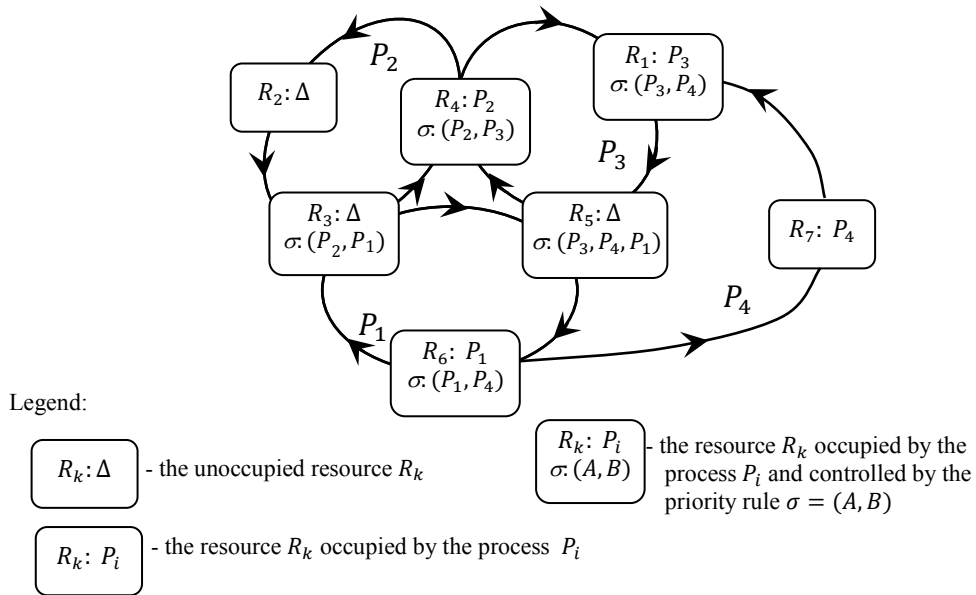 P₂
R₂: Δ
R₄: P₂
σ: (P₂, P₃)
R₁: P₃
σ: (P₃, P₄)
P₃
R₃: Δ
σ: (P₂, P₁)
R₅: Δ
σ: (P₃, P₄, P₁)
R₇: P₄
P₁
P₄
R₆: P₁
σ: (P₁, P₄)
Legend:
Rₖ: Δ
- the unoccupied resource Rₖ
Rₖ: Pᵢ
- the resource Rₖ occupied by the process Pᵢ
Rₖ: Pᵢ
σ: (A, B)
- the resource Rₖ occupied by the
process Pᵢ and controlled by the
priority rule σ = (A, B)